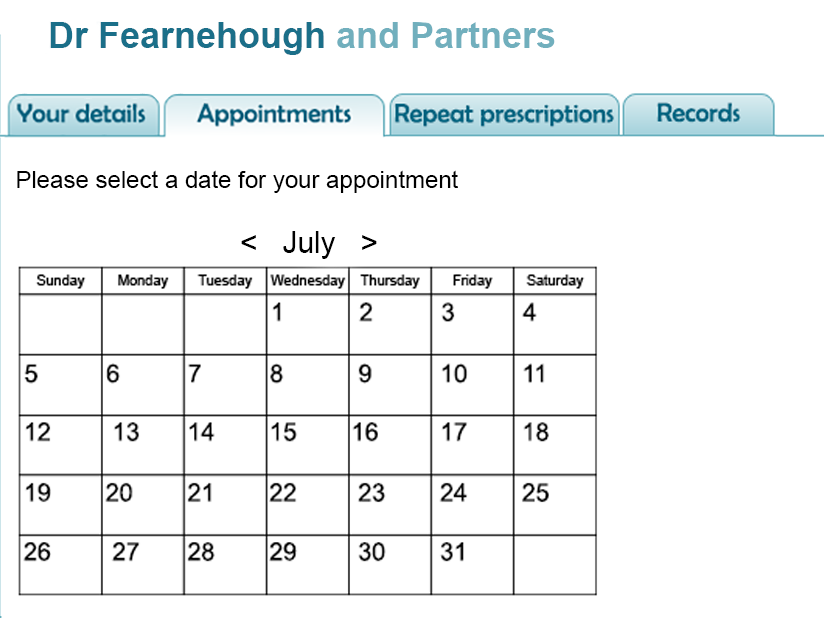 Dr Fearnehough and Partners
Your details Appointments Repeat prescriptions Records
Please select a date for your appointment
< July >
Sunday Monday Tuesday Wednesday Thursday Friday Saturday
1 2 3 4
5 6 7 8 9 10 11
12 13 14 15 16 17 18
19 20 21 22 23 24 25
26 27 28 29 30 31